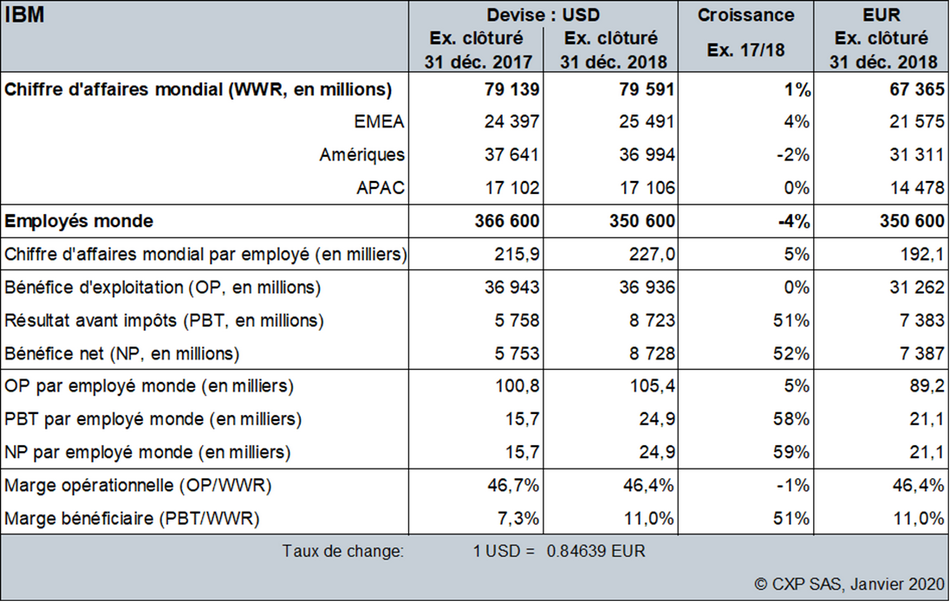 IBM Devise : USD Croissance EUR
Ex. clôturé Ex. clôturé Ex. 17/18 Ex. clôturé
31 déc. 2017 31 déc. 2018 31 déc. 2018
Chiffre d'affaires mondial (WWR, en millions) 79 139 79 591 1% 67 365
EMEA 24 397 25 491 4% 21 575
Amériques 37 641 36 994 -2% 31 311
APAC 17 102 17 106 0% 14 478
Employés monde 366 600 350 600 -4% 350 600
Chiffre d'affaires mondial par employé (en milliers) 215,9 227,0 5% 192,1
Bénéfice d'exploitation (OP, en millions) 36 943 36 936 0% 31 262
Résultat avant impôts (PBT, en millions) 5 758 8 723 51% 7 383
Bénéfice net (NP, en millions) 5 753 8 728 52% 7 387
OP par employé monde (en milliers) 100,8 105,4 5% 89,2
PBT par employé monde (en milliers) 15,7 24,9 58% 21,1
NP par employé monde (en milliers) 15,7 24,9 59% 21,1
Marge opérationnelle (OP/WWR) 46,7% 46,4% -1% 46,4%
Marge bénéficiaire (PBT/WWR) 7,3% 11,0% 51% 11,0%
Taux de change: 1 USD = 0.84639 EUR
© CXP SAS, Janvier 2020